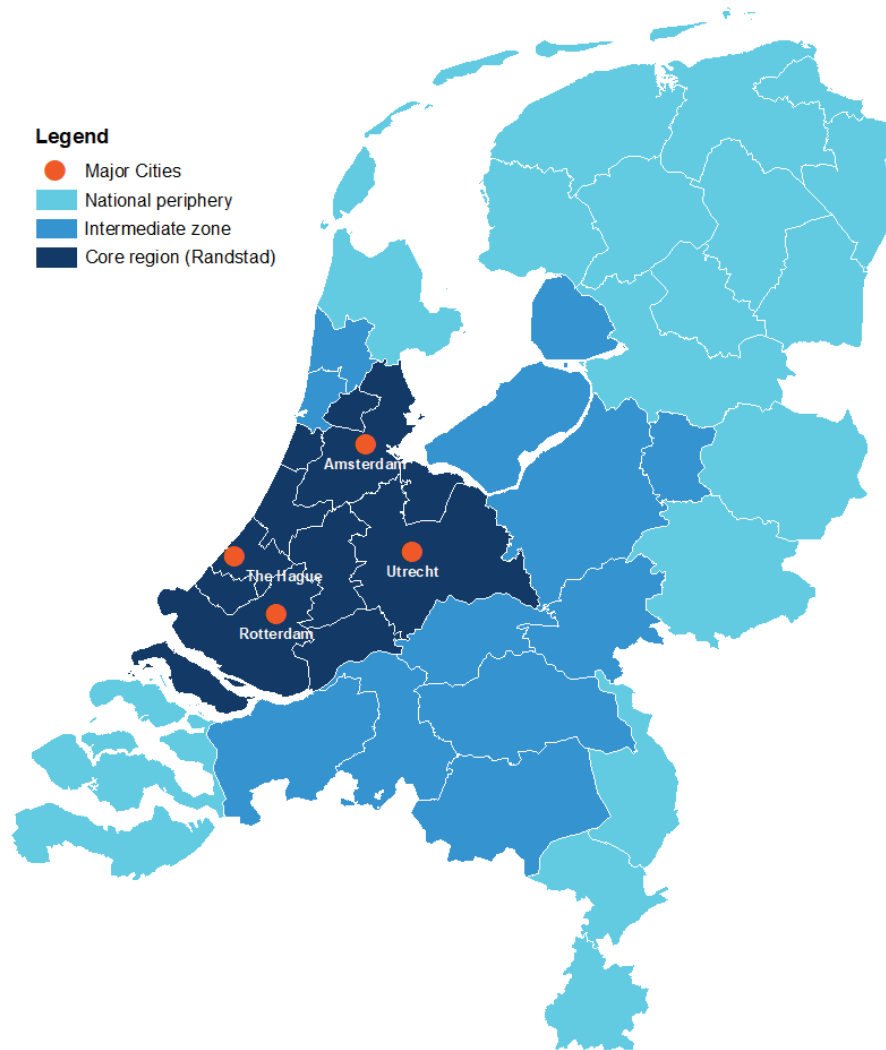 Legend
Major Cities
National periphery
Intermediate zone
Core region (Randstad)
Amsterdam
The Hague
Utrecht
Rotterdam